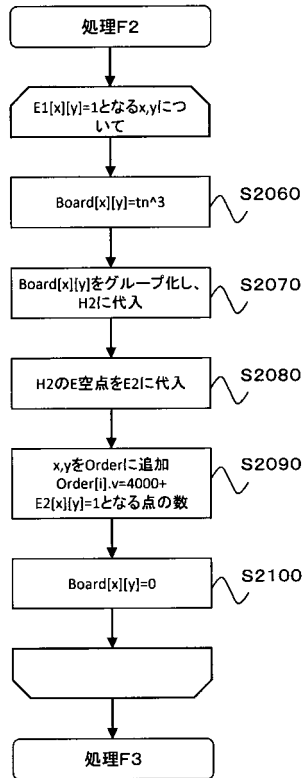 処理F2
E1[x][y]=1となるx,yにつ
いて
Board[x][y]=tn^3
S2060
Board[x][y]をグループ化し、
H2に代入
S2070
H2のE空点をE2に代入
S2080
x,yをOrderに追加
Order[i].v=4000+
E2[x][y]=1となる点の数
S2090
Board[x][y]=0
S2100
処理F3